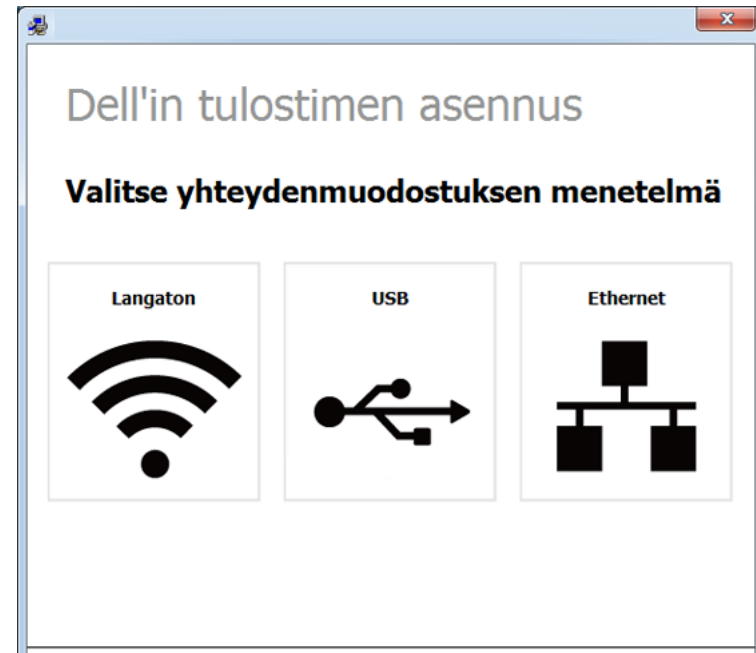 Dell'in tulostimen asennus
Valitse yhteydenmuodostuksen menetelmä
Langaton
USB
Ethernet